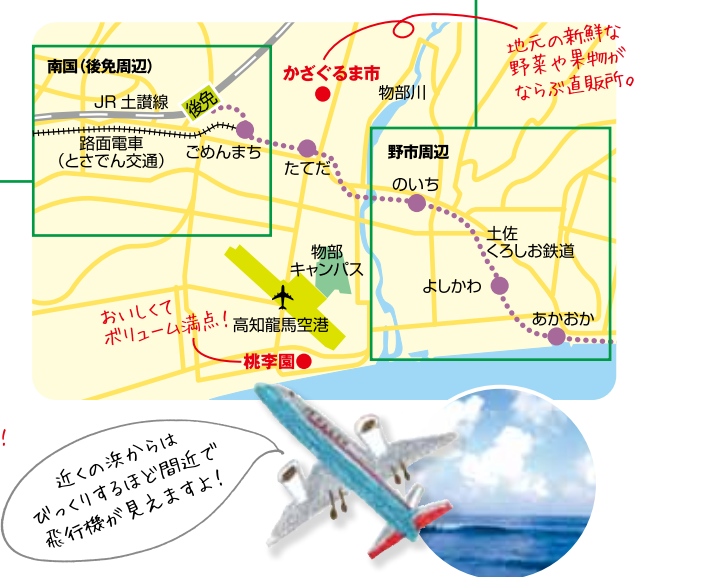 地元の新鮮な
野菜や果物が
ならぶ直販所。
南国(後免周辺)
かざぐるま市
物部川
JR 土讃線
後免
路面電車
(とさでん交通)
ごめんまち
たてだ
野市周辺
のいち
土佐
くろしお鉄道
物部
キャンパス
よしかわ
おいしくて
ボリューム満点!
高知龍馬空港
あかおか
桃李園
!
近くの浜からは
びっくりするほど間近で
飛行機が見えますよ!